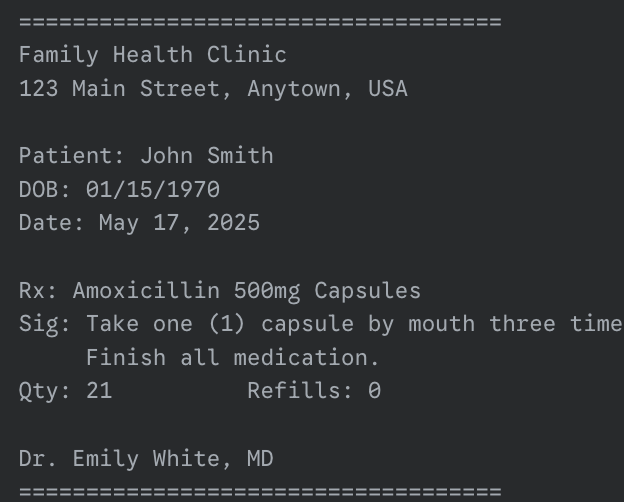 ====================================
Family Health Clinic
123 Main Street, Anytown, USA
Patient: John Smith
DOB: 01/15/1970
Date: May 17, 2025
Rx: Amoxicillin 500mg Capsules
Sig: Take one (1) capsule by mouth three time
Finish all medication.
Qty: 21          Refills: 0
Dr. Emily White, MD
====================================